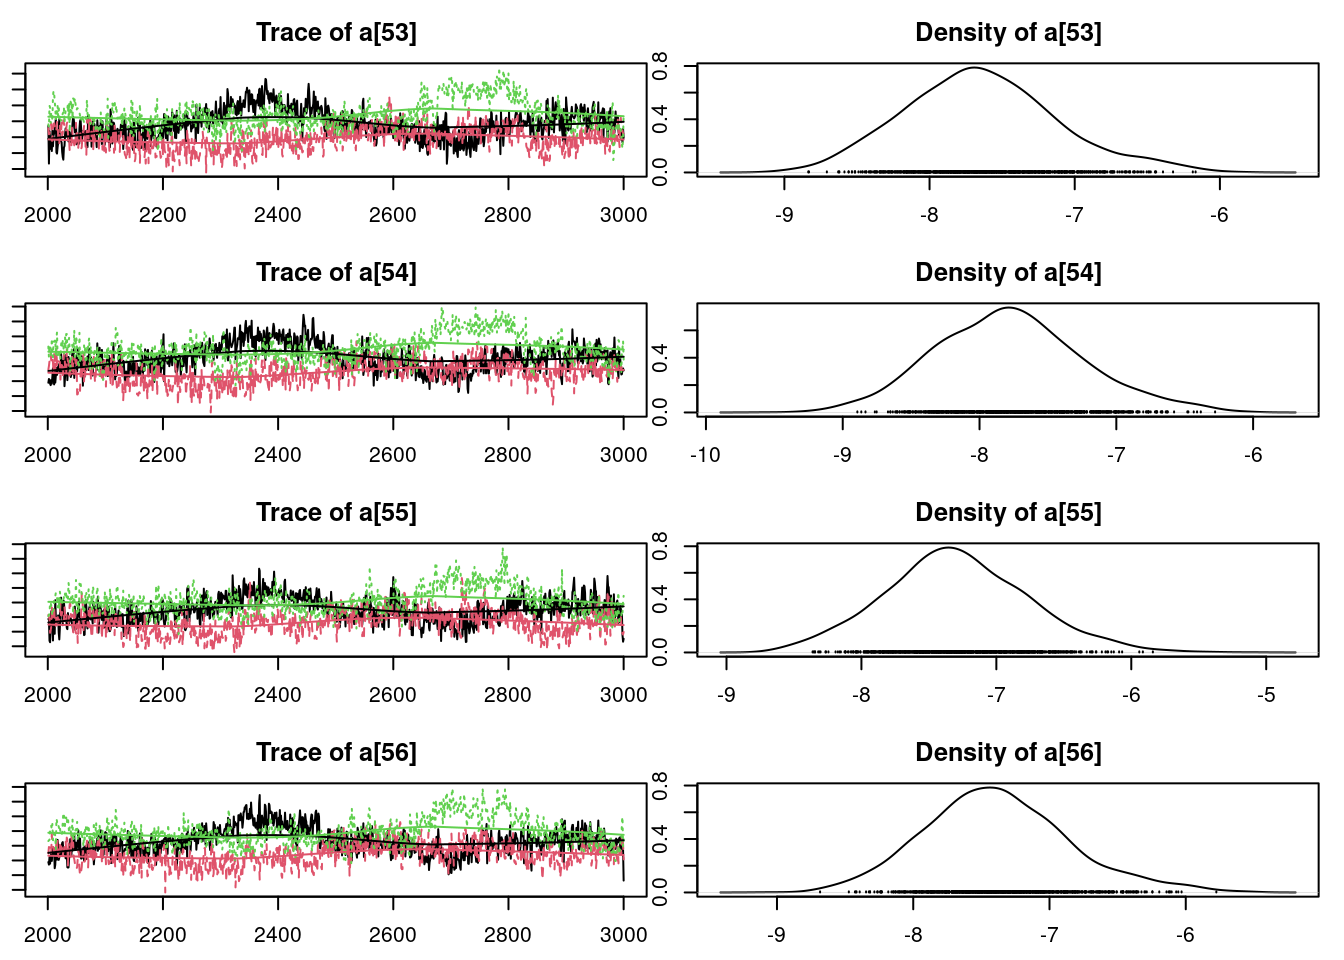 Trace of a[53]
2000 2200 2400 2600 2800 3000
Density of a[53]
0.0 0.4 0.8
-9 -8 -7 -6
Trace of a[54]
2000 2200 2400 2600 2800 3000
Density of a[54]
0.0 0.4
-10 -9 -8 -7 -6
Trace of a[55]
2000 2200 2400 2600 2800 3000
Density of a[55]
0.0 0.4 0.8
-9 -8 -7 -6 -5
Trace of a[56]
2000 2200 2400 2600 2800 3000
Density of a[56]
0.0 0.4 0.8
-9 -8 -7 -6